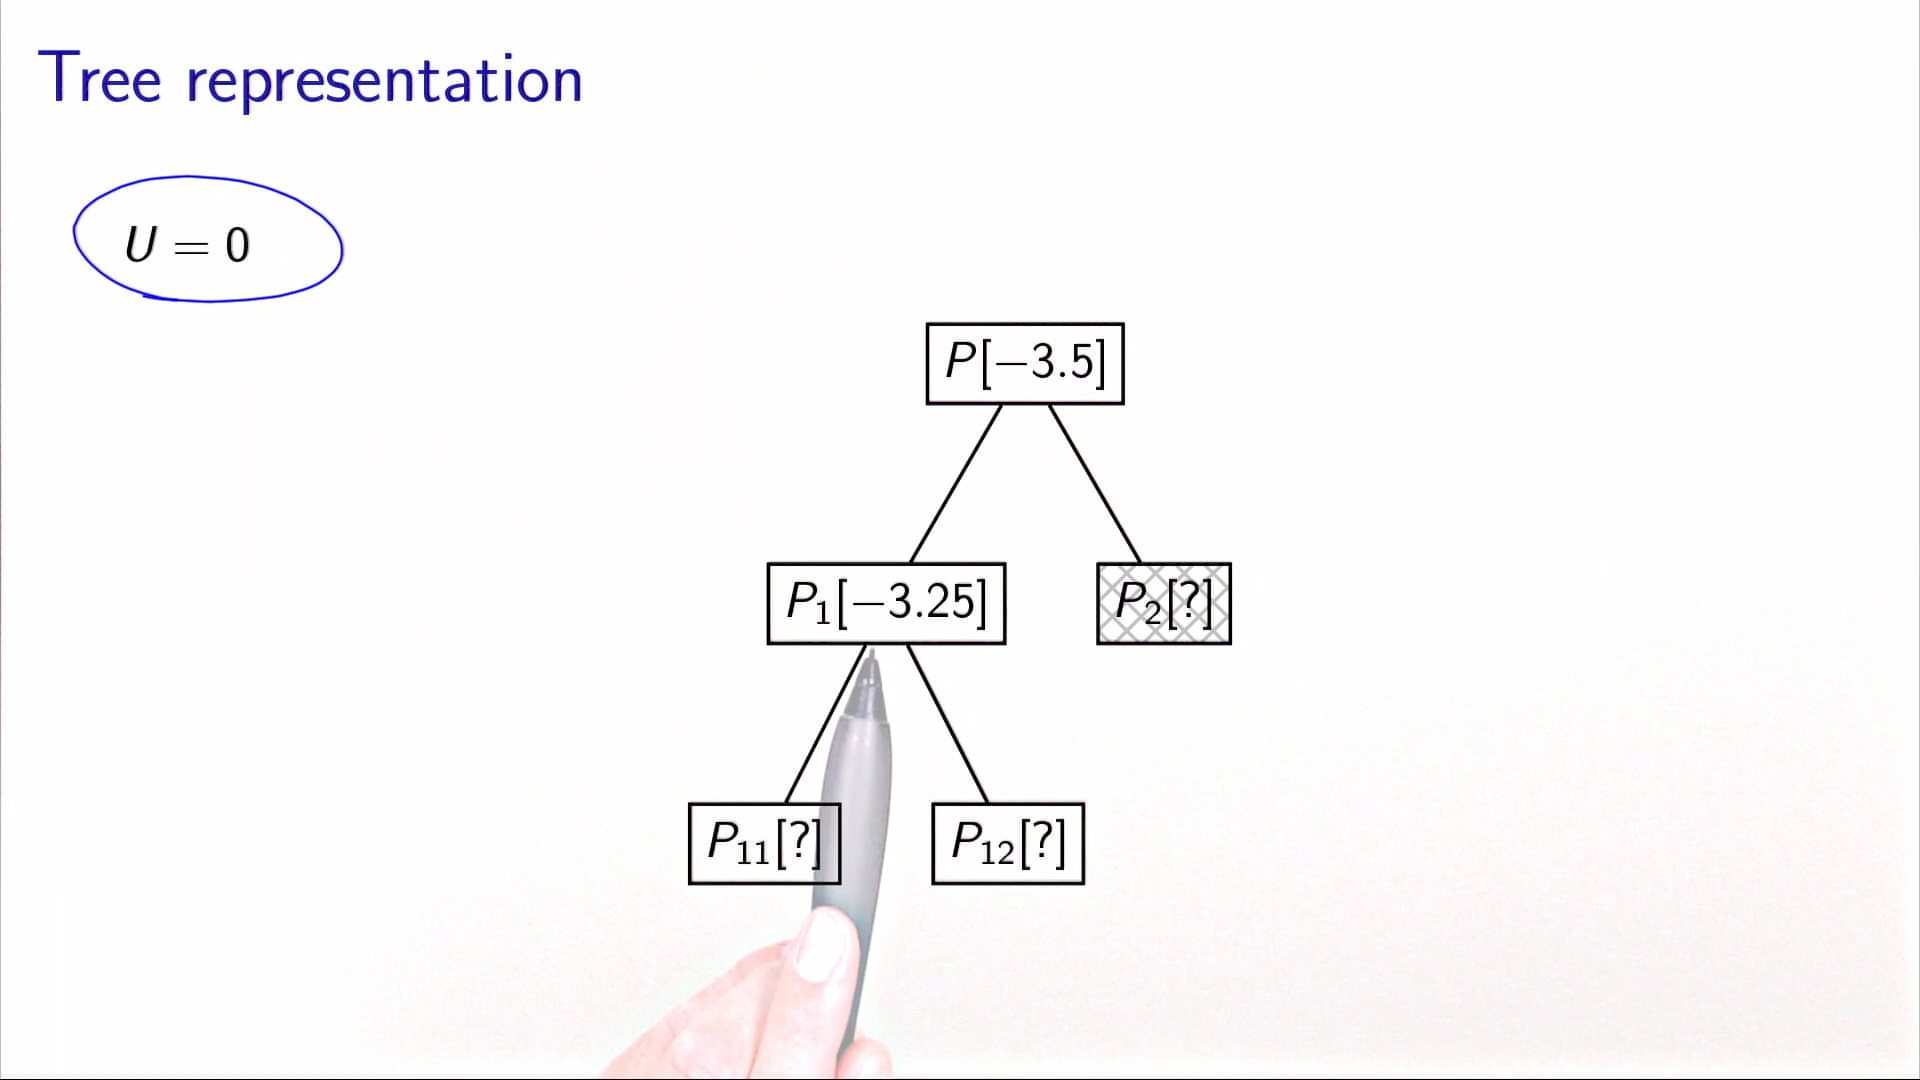 Tree representation
U = 0
P[−3.5]
P₁[−3.25]
P₂[?]
P₁₁[?]
P₁₂[?]